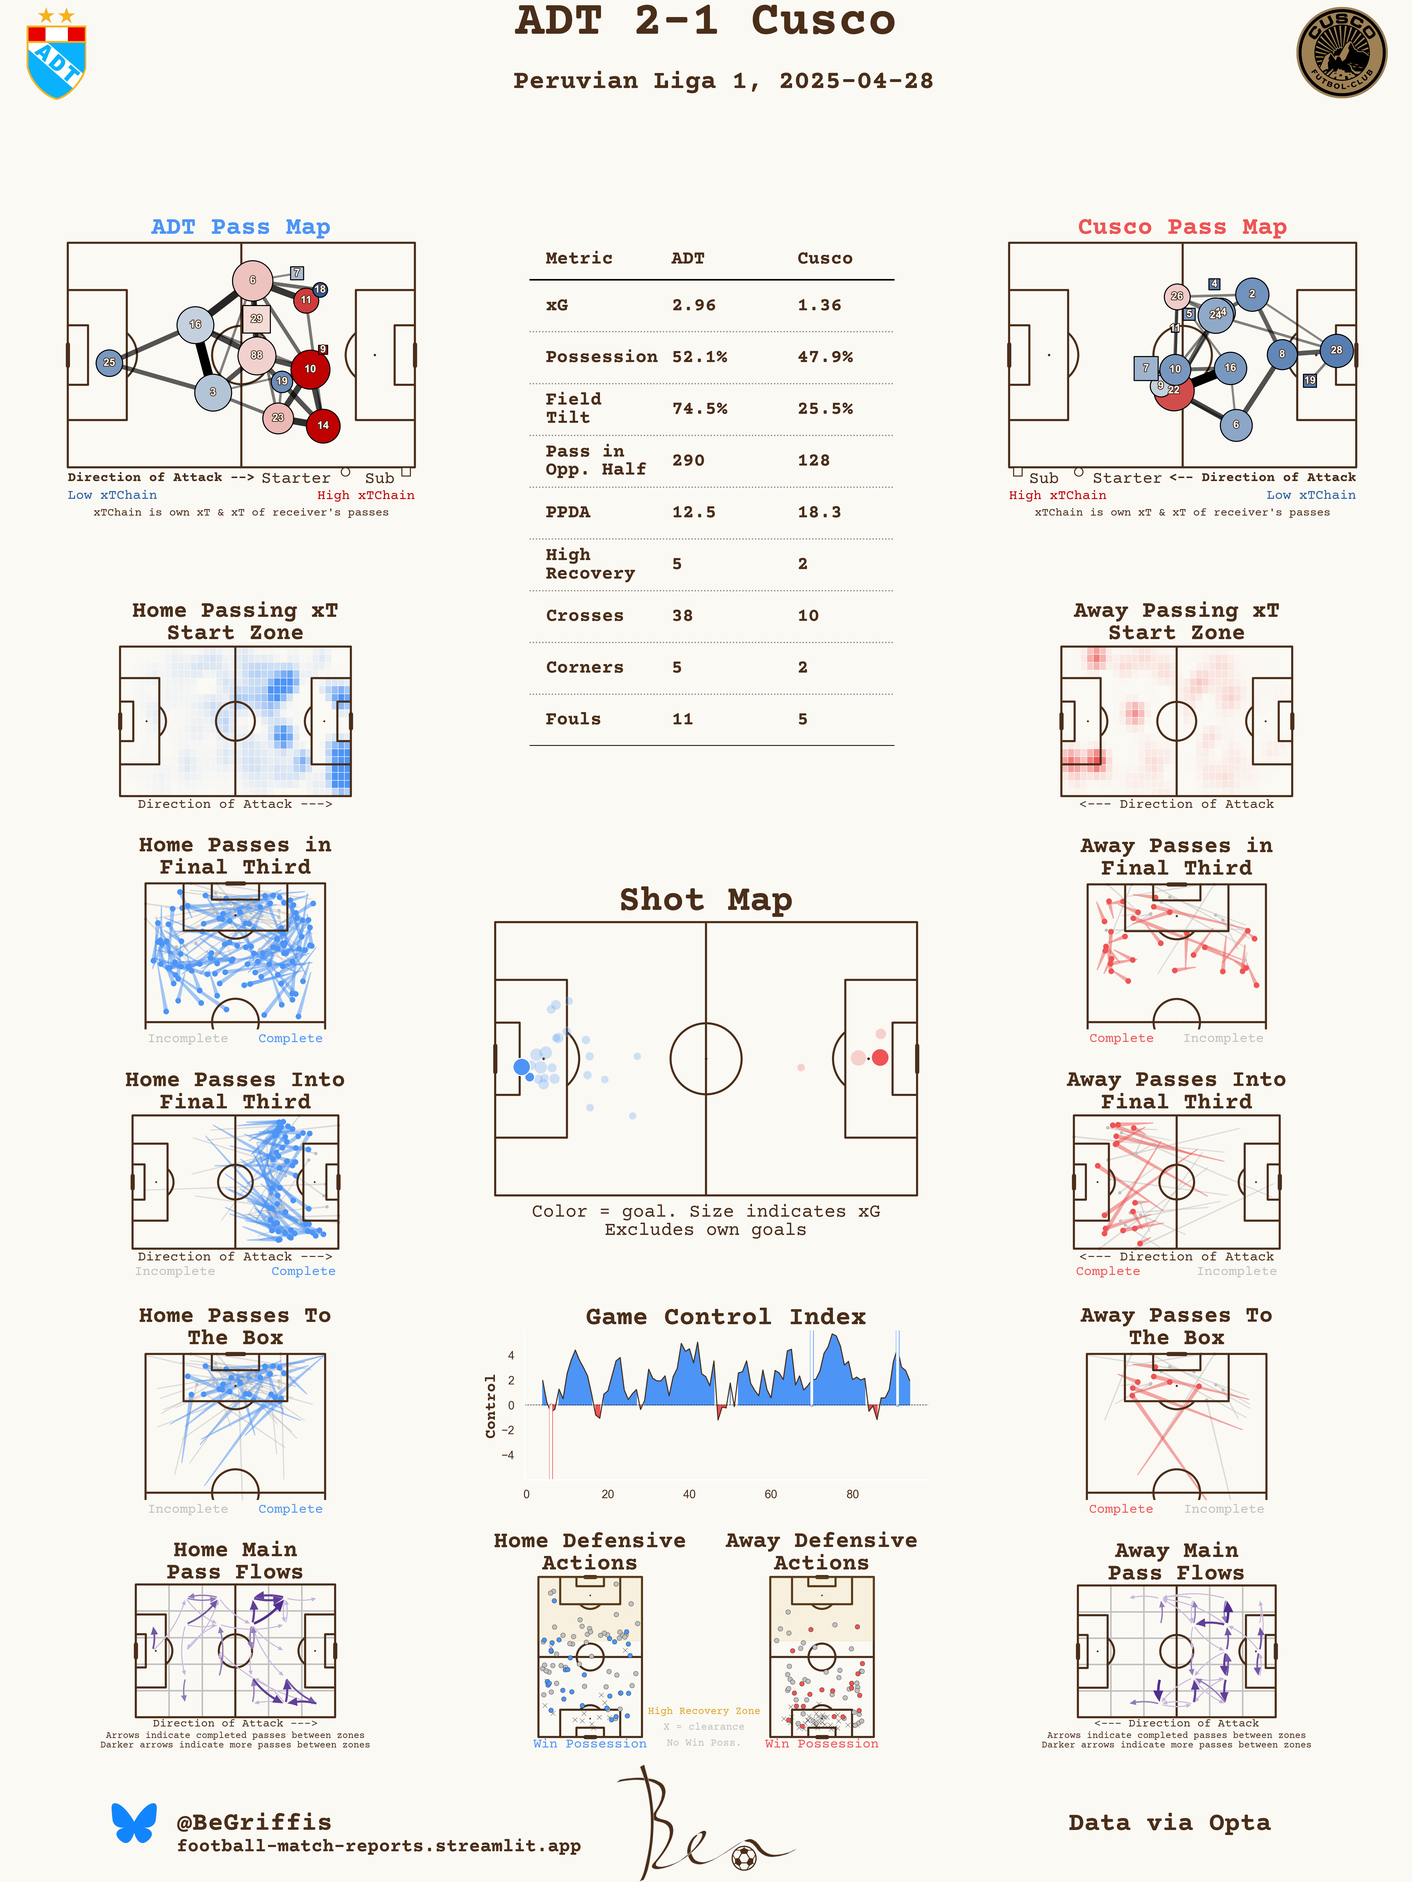 ADT 2-1 Cusco
Peruvian Liga 1, 2025-04-28
ADT
CUSCO
FUTBOL-CLUB
ADT Pass Map
6
7
18
11
29
16
88
9
25
10
19
3
23
14
Direction of Attack --> Starter Sub
Low xTChain High xTChain
xTChain is own xT & xT of receiver's passes
Metric ADT Cusco
xG 2.96 1.36
Possession 52.1% 47.9%
Field
Tilt 74.5% 25.5%
Pass in
Opp. Half 290 128
PPDA 12.5 18.3
High
Recovery 5 2
Crosses 38 10
Corners 5 2
Fouls 11 5
Cusco Pass Map
4
26
2
5
24
11
28
8
7
10
16
19
9
22
6
Sub Starter <-- Direction of Attack
High xTChain Low xTChain
xTChain is own xT & xT of receiver's passes
Home Passing xT
Start Zone
Direction of Attack --->
Away Passing xT
Start Zone
<--- Direction of Attack
Home Passes in
Final Third
Incomplete Complete
Shot Map
Color = goal. Size indicates xG
Excludes own goals
Away Passes in
Final Third
Complete Incomplete
Home Passes Into
Final Third
Direction of Attack --->
Incomplete Complete
Away Passes Into
Final Third
<--- Direction of Attack
Complete Incomplete
Home Passes To
The Box
Incomplete Complete
Game Control Index
Control
4
2
0
−2
−4
0 20 40 60 80
Away Passes To
The Box
Complete Incomplete
Home Main
Pass Flows
Direction of Attack --->
Arrows indicate completed passes between zones
Darker arrows indicate more passes between zones
Home Defensive
Actions
Win Possession
Away Defensive
Actions
Win Possession
High Recovery Zone
X = clearance
No Win Poss.
Away Main
Pass Flows
<--- Direction of Attack
Arrows indicate completed passes between zones
Darker arrows indicate more passes between zones
@BeGriffis
football-match-reports.streamlit.app
Ben
Data via Opta